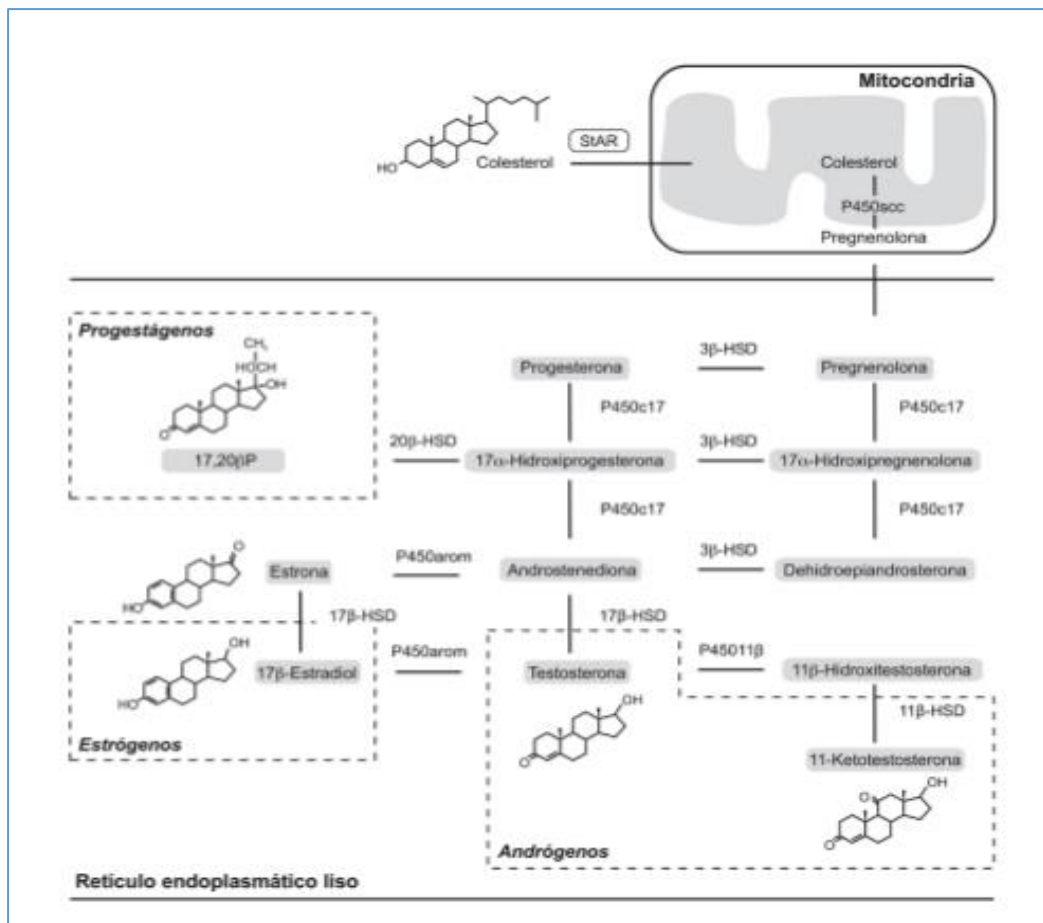 Mitocondria
StAR
HO
Colesterol
Colesterol
P450scc
Pregnenolona
Progestágenos
CH₃
HOCH
OH
O
17,20βP
3β-HSD
Progesterona
Pregnenolona
P450c17
P450c17
20β-HSD
3β-HSD
17α-Hidroxiprogesterona
17α-Hidroxipregnenolona
P450c17
P450c17
O
HO
P450arom
3β-HSD
Estrona
Androstenediona
Dehidroepiandrosterona
17β-HSD
17β-HSD
OH
HO
P450arom
P45011β
17β-Estradiol
Testosterona
11β-Hidroxitestosterona
OH
O
11β-HSD
Estrógenos
11-Ketotestosterona
O
OH
O
Andrógenos
Retículo endoplasmático liso